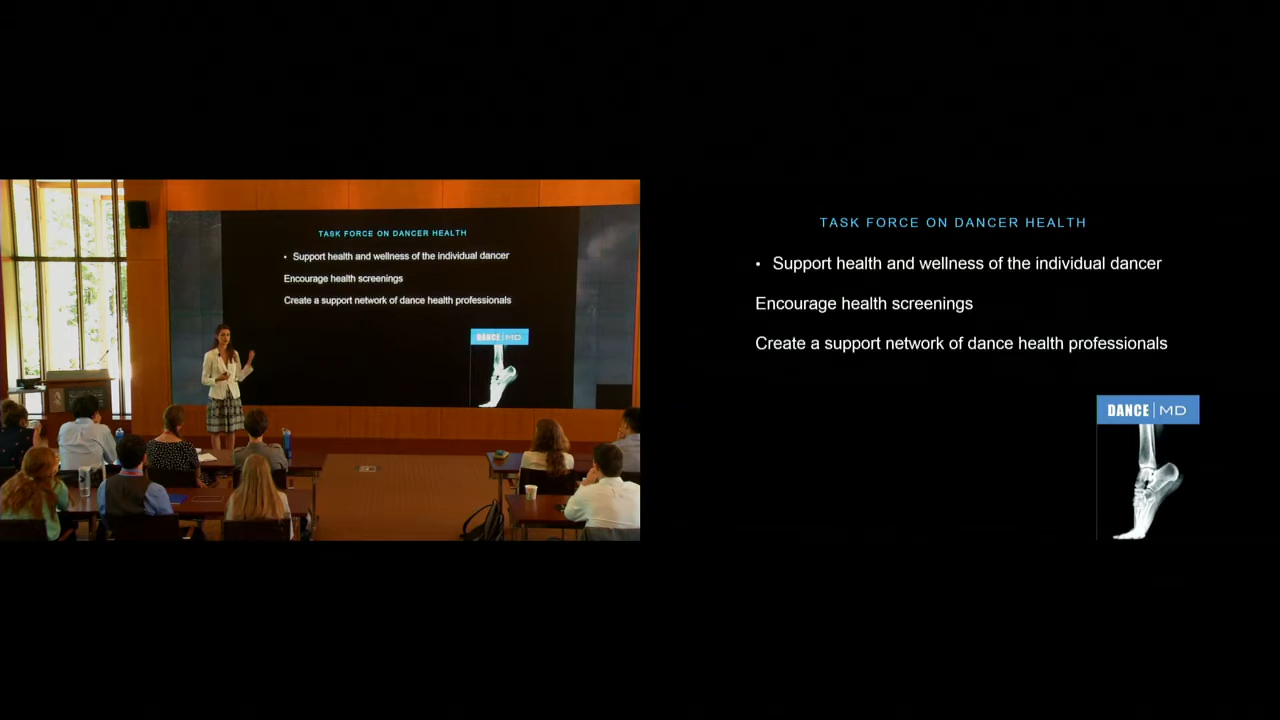 TASK FORCE ON DANCER HEALTH
• Support health and wellness of the individual dancer
Encourage health screenings
Create a support network of dance health professionals
DANCE | MD
TASK FORCE ON DANCER HEALTH
• Support health and wellness of the individual dancer
Encourage health screenings
Create a support network of dance health professionals
DANCE | MD